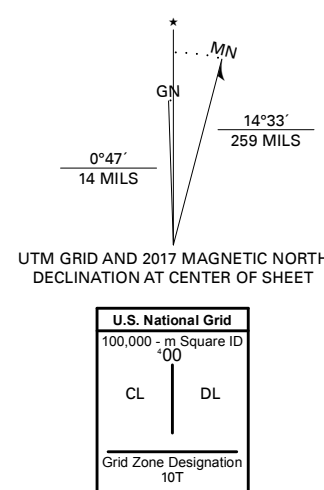 ★
MN
GN
0°47´
14 MILS
14°33´
259 MILS
UTM GRID AND 2017 MAGNETIC NORTH
DECLINATION AT CENTER OF SHEET
U.S. National Grid
100,000 - m Square ID
⁴00
CL DL
Grid Zone Designation
10T